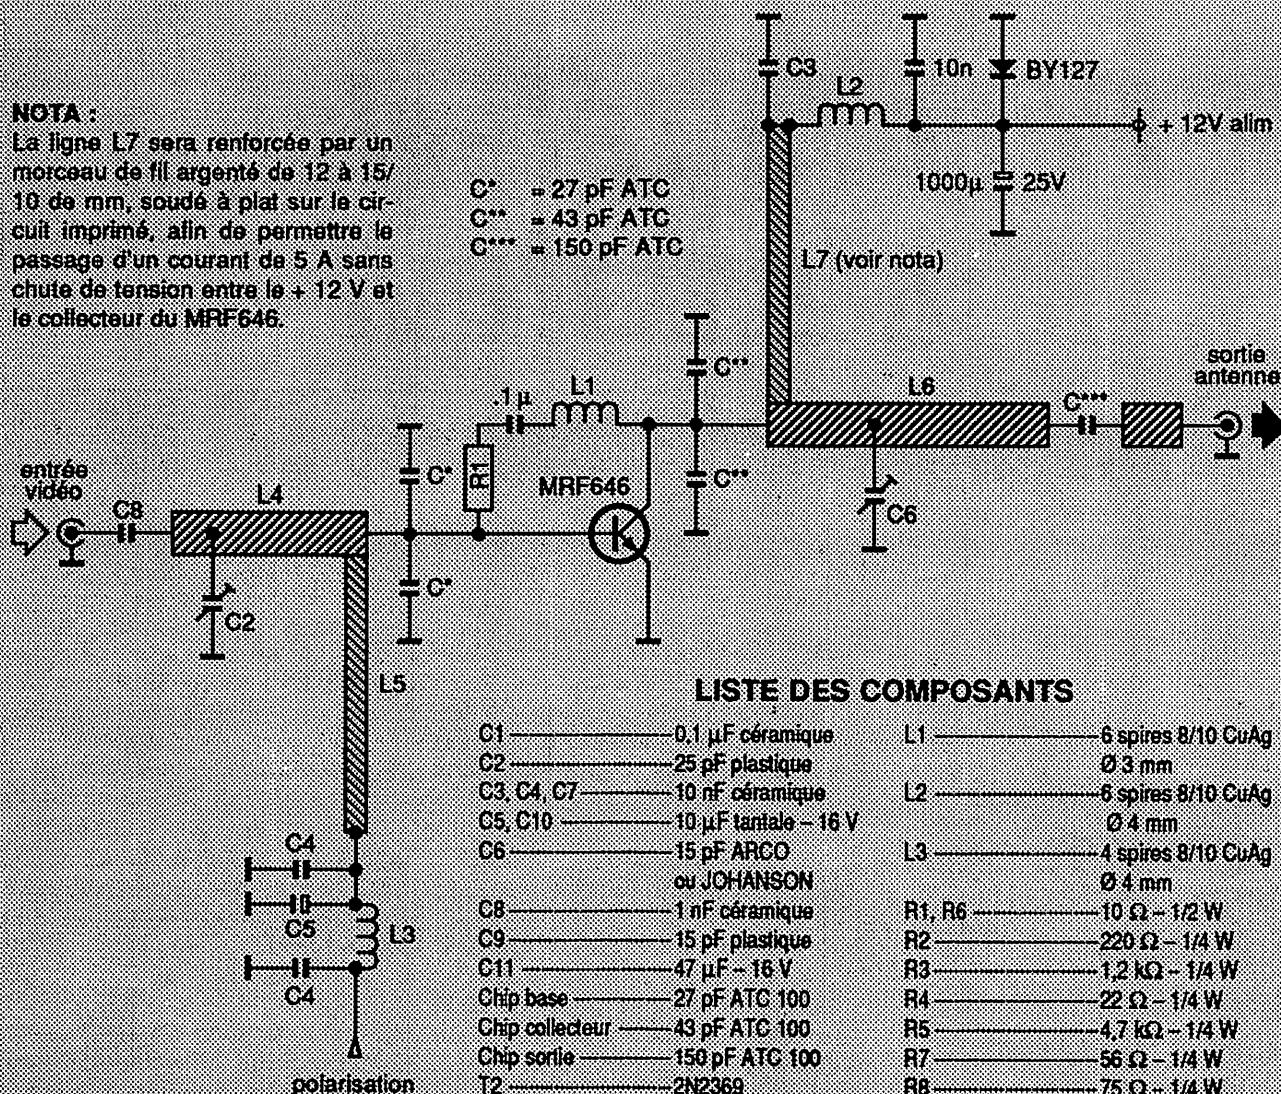 NOTA :
La ligne L7 sera renforcée par un
morceau de fil argenté de 12 à 15/
10 de mm, soudé à plat sur le cir-
cuit imprimé, afin de permettre le
passage d'un courant de 5 A sans
chute de tension entre le + 12 V et
le collecteur du MRF646.
C* = 27 pF ATC
C** = 43 pF ATC
C*** = 150 pF ATC
C3
L2
10n
BY127
+ 12V alim
1000µ
25V
L7 (voir nota)
sortie
antenne
C**
L6
C***
.1 µ
L1
entrée
vidéo
C8
L4
C*
R1
MRF646
C**
C6
C*
C2
L5
C4
C5
L3
C4
polarisation
LISTE DES COMPOSANTS
C1 0,1 µF céramique
C2 25 pF plastique
C3, C4, C7 10 nF céramique
C5, C10 10 µF tantale – 16 V
C6 15 pF ARCO
ou JOHANSON
C8 1 nF céramique
C9 15 pF plastique
C11 47 µF – 16 V
Chip base 27 pF ATC 100
Chip collecteur 43 pF ATC 100
Chip sortie 150 pF ATC 100
T2 2N2369
L1 6 spires 8/10 CuAg
Ø 3 mm
L2 6 spires 8/10 CuAg
Ø 4 mm
L3 4 spires 8/10 CuAg
Ø 4 mm
R1, R6 10 Ω – 1/2 W
R2 220 Ω – 1/4 W
R3 1,2 kΩ – 1/4 W
R4 22 Ω – 1/4 W
R5 4,7 kΩ – 1/4 W
R7 56 Ω – 1/4 W
R8 75 Ω – 1/4 W